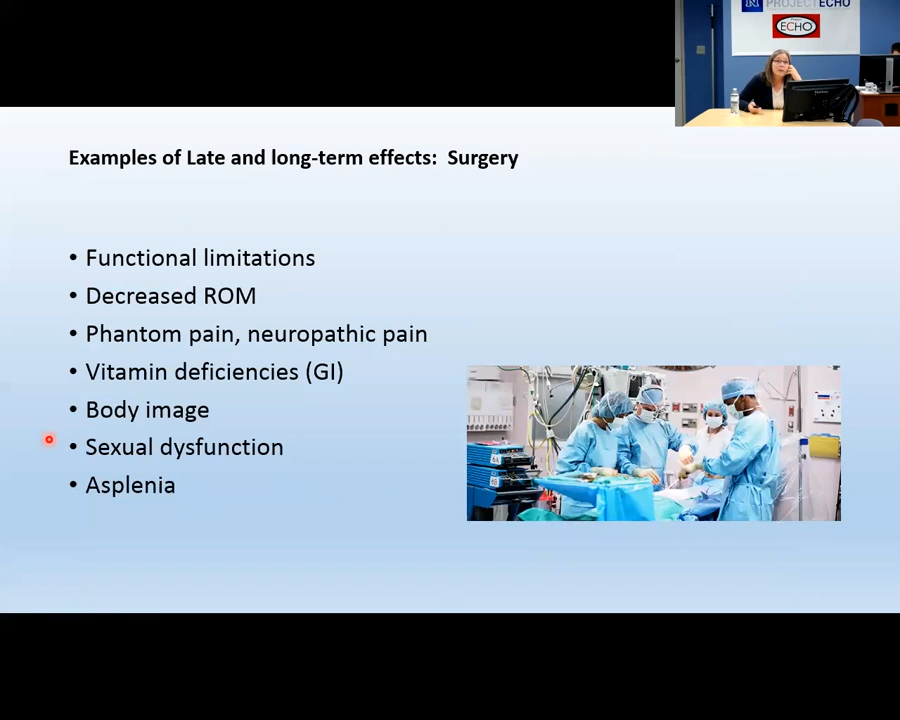 PROJECT ECHO
ECHO
Examples of Late and long-term effects: Surgery
• Functional limitations
• Decreased ROM
• Phantom pain, neuropathic pain
• Vitamin deficiencies (GI)
• Body image
• Sexual dysfunction
• Asplenia